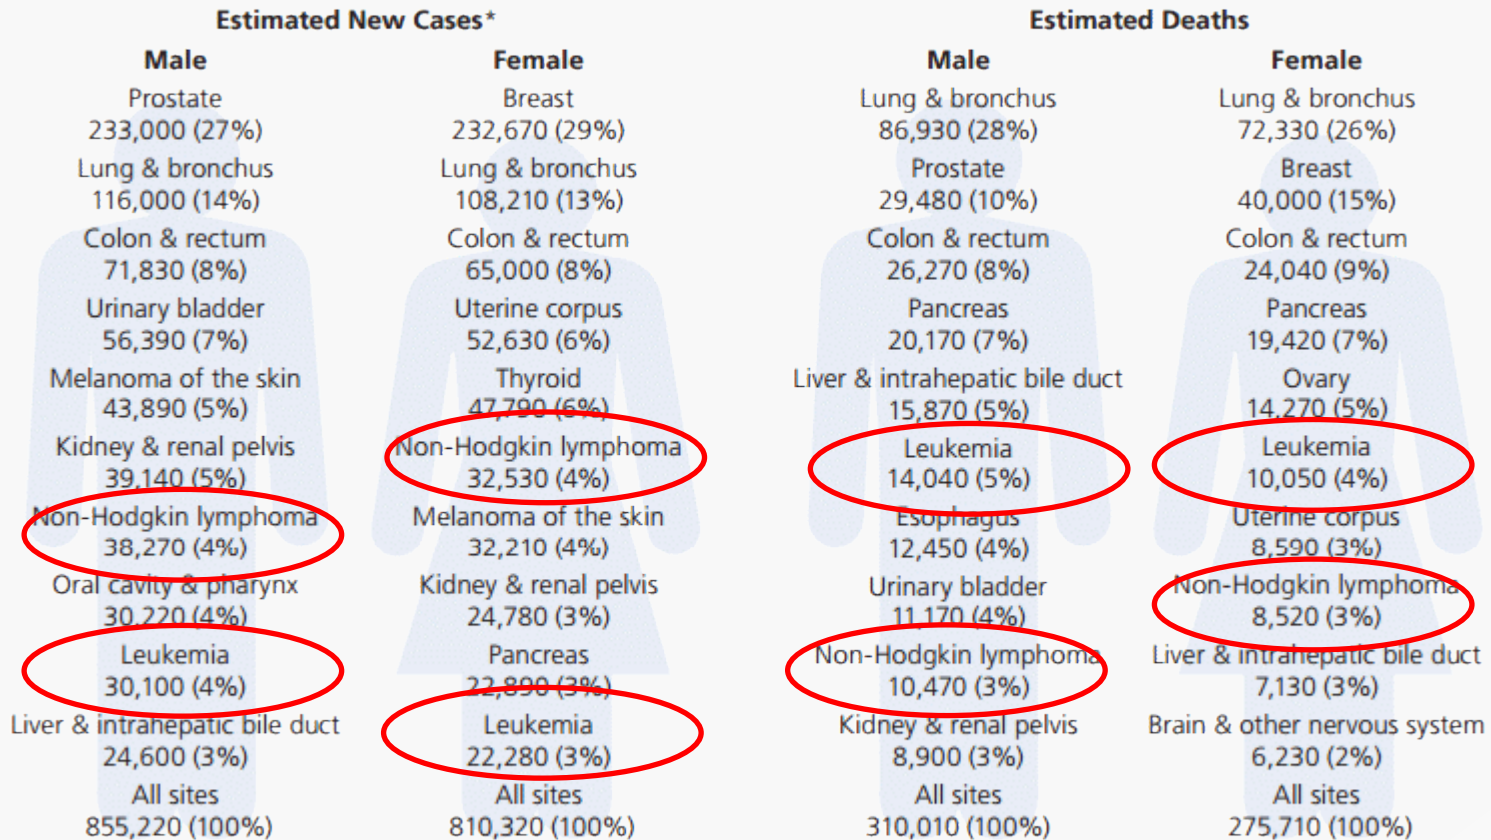 Estimated New Cases*
Male
Prostate
233,000 (27%)
Lung & bronchus
116,000 (14%)
Colon & rectum
71,830 (8%)
Urinary bladder
56,390 (7%)
Melanoma of the skin
43,890 (5%)
Kidney & renal pelvis
39,140 (5%)
Non-Hodgkin lymphoma
38,270 (4%)
Oral cavity & pharynx
30,220 (4%)
Leukemia
30,100 (4%)
Liver & intrahepatic bile duct
24,600 (3%)
All sites
855,220 (100%)
Female
Breast
232,670 (29%)
Lung & bronchus
108,210 (13%)
Colon & rectum
65,000 (8%)
Uterine corpus
52,630 (6%)
Thyroid
47,790 (6%)
Non-Hodgkin lymphoma
32,530 (4%)
Melanoma of the skin
32,210 (4%)
Kidney & renal pelvis
24,780 (3%)
Pancreas
22,890 (3%)
Leukemia
22,280 (3%)
All sites
810,320 (100%)
Estimated Deaths
Male
Lung & bronchus
86,930 (28%)
Prostate
29,480 (10%)
Colon & rectum
26,270 (8%)
Pancreas
20,170 (7%)
Liver & intrahepatic bile duct
15,870 (5%)
Leukemia
14,040 (5%)
Esophagus
12,450 (4%)
Urinary bladder
11,170 (4%)
Non-Hodgkin lymphoma
10,470 (3%)
Kidney & renal pelvis
8,900 (3%)
All sites
310,010 (100%)
Female
Lung & bronchus
72,330 (26%)
Breast
40,000 (15%)
Colon & rectum
24,040 (9%)
Pancreas
19,420 (7%)
Ovary
14,270 (5%)
Leukemia
10,050 (4%)
Uterine corpus
8,590 (3%)
Non-Hodgkin lymphoma
8,520 (3%)
Liver & intrahepatic bile duct
7,130 (3%)
Brain & other nervous system
6,230 (2%)
All sites
275,710 (100%)